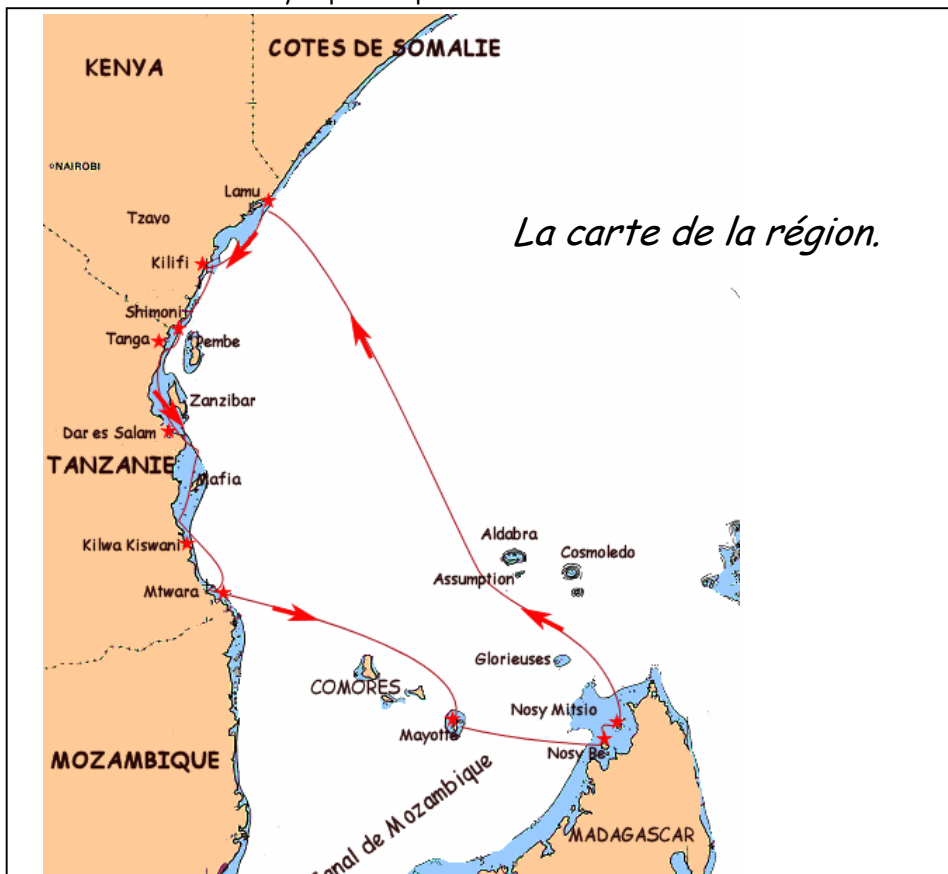 COTES DE SOMALIE
KENYA
NAIROBI
Lamu
Tzavo
La carte de la région.
Kilifi
Shimoni
Tanga
Pembe
Zanzibar
Dar es Salam
TANZANIE
Mafia
Kilwa Kiswani
Aldabra
Cosmoledo
Assumption
Mtwara
Glorieuses
COMORES
Nosy Mitsio
Mayotte
Nosy Be
MOZAMBIQUE
Canal de Mozambique
MADAGASCAR